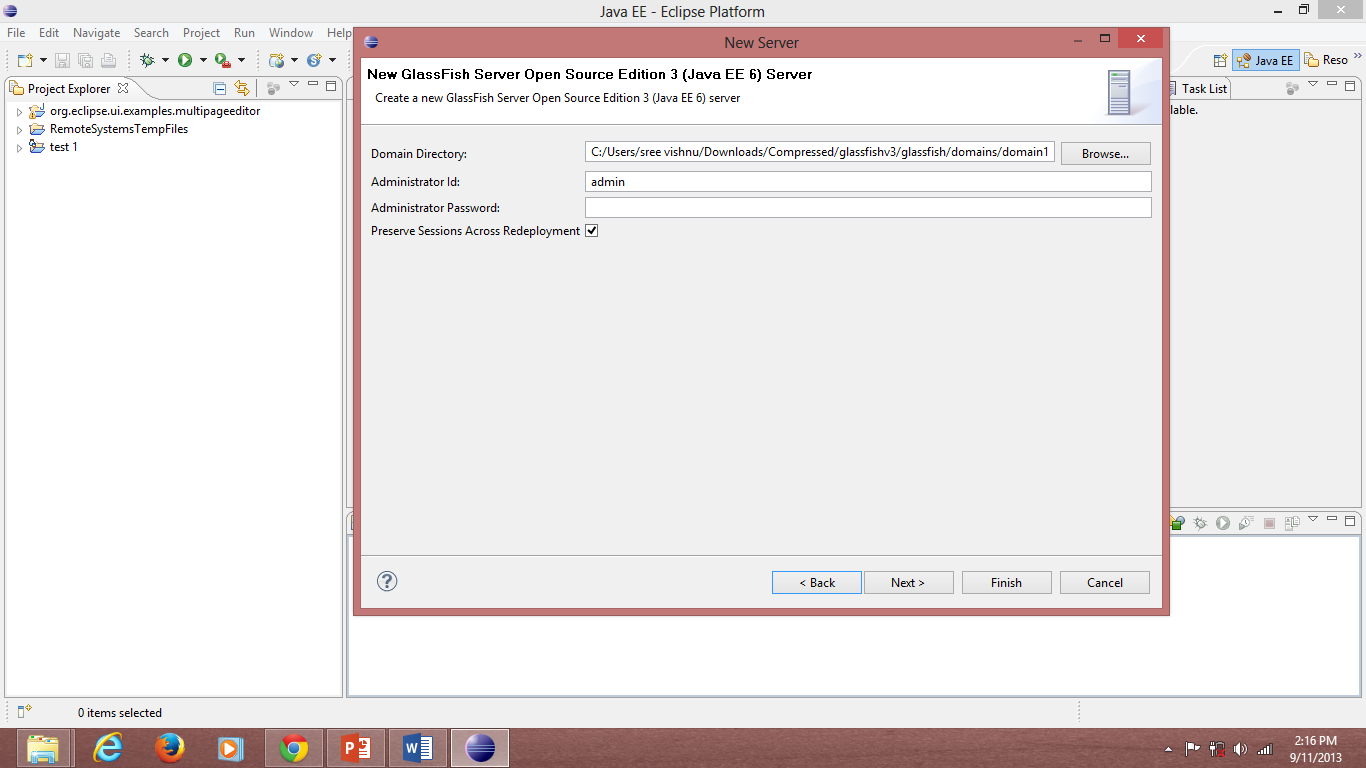 Java EE - Eclipse Platform
File Edit Navigate Search Project Run Window Help
New Server
Java EE
Reso
Project Explorer
New GlassFish Server Open Source Edition 3 (Java EE 6) Server
Task List
Create a new GlassFish Server Open Source Edition 3 (Java EE 6) server
org.eclipse.ui.examples.multipageeditor
lable.
RemoteSystemsTempFiles
test 1
Domain Directory: C:/Users/sree vishnu/Downloads/Compressed/glassfishv3/glassfish/domains/domain1 Browse...
Administrator Id: admin
Administrator Password:
Preserve Sessions Across Redeployment
< Back Next > Finish Cancel
0 items selected
2:16 PM
9/11/2013